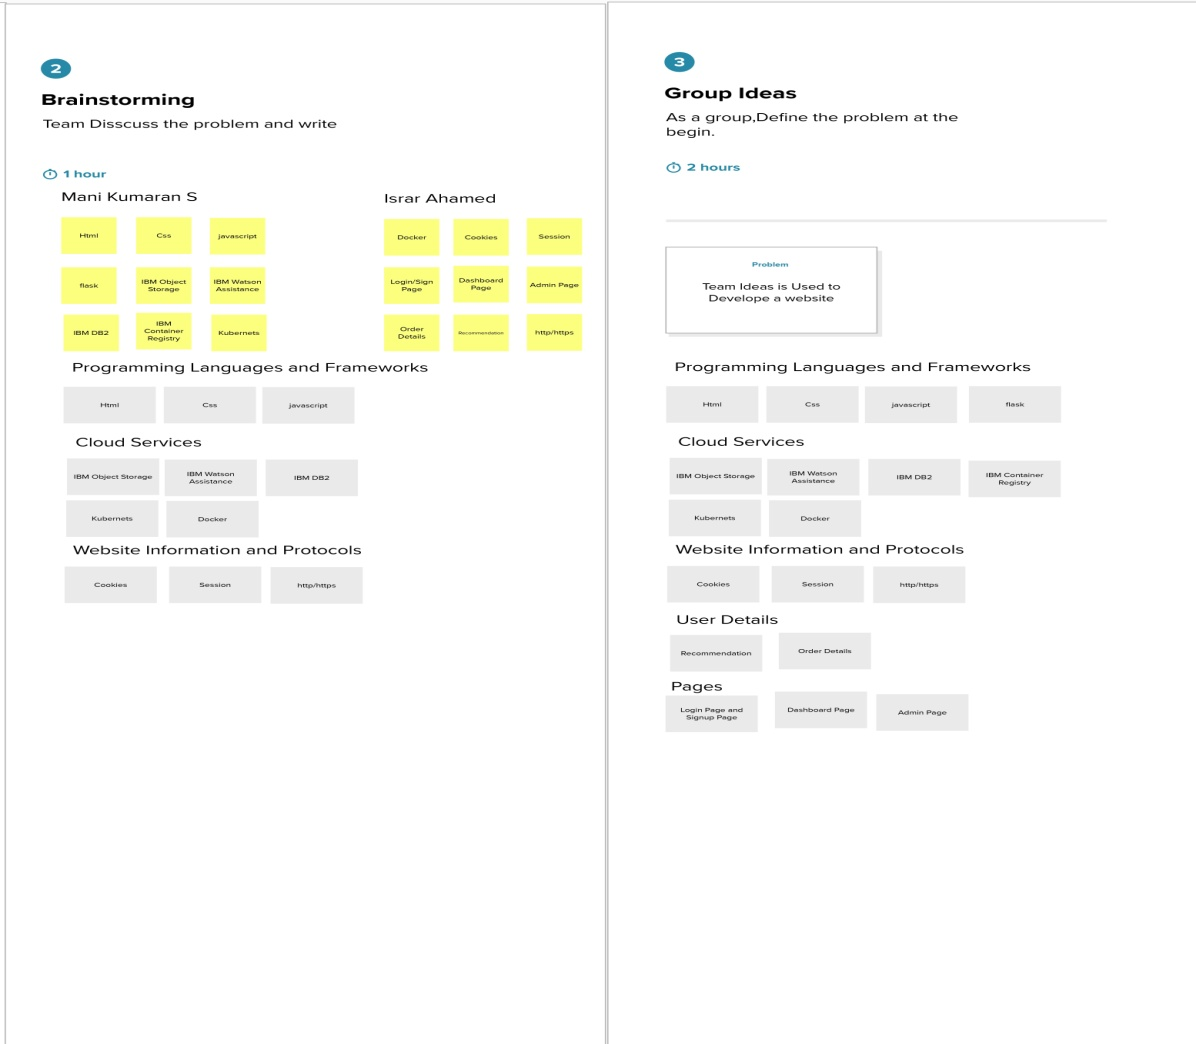 2
Brainstorming
Team Disscuss the problem and write
1 hour
Mani Kumaran S
Html
Css
javascript
flask
IBM Object
Storage
IBM Watson
Assistance
IBM DB2
IBM
Container
Registry
Kubernets
Israr Ahamed
Docker
Cookies
Session
Login/Sign
Page
Dashboard
Page
Admin Page
Order
Details
Recommendation
http/https
Programming Languages and Frameworks
Html
Css
javascript
Cloud Services
IBM Object Storage
IBM Watson
Assistance
IBM DB2
Kubernets
Docker
Website Information and Protocols
Cookies
Session
http/https
3
Group Ideas
As a group,Define the problem at the
begin.
2 hours
Problem
Team Ideas is Used to
Develope a website
Programming Languages and Frameworks
Html
Css
javascript
flask
Cloud Services
IBM Object Storage
IBM Watson
Assistance
IBM DB2
IBM Container
Registry
Kubernets
Docker
Website Information and Protocols
Cookies
Session
http/https
User Details
Recommendation
Order Details
Pages
Login Page and
Signup Page
Dashboard Page
Admin Page